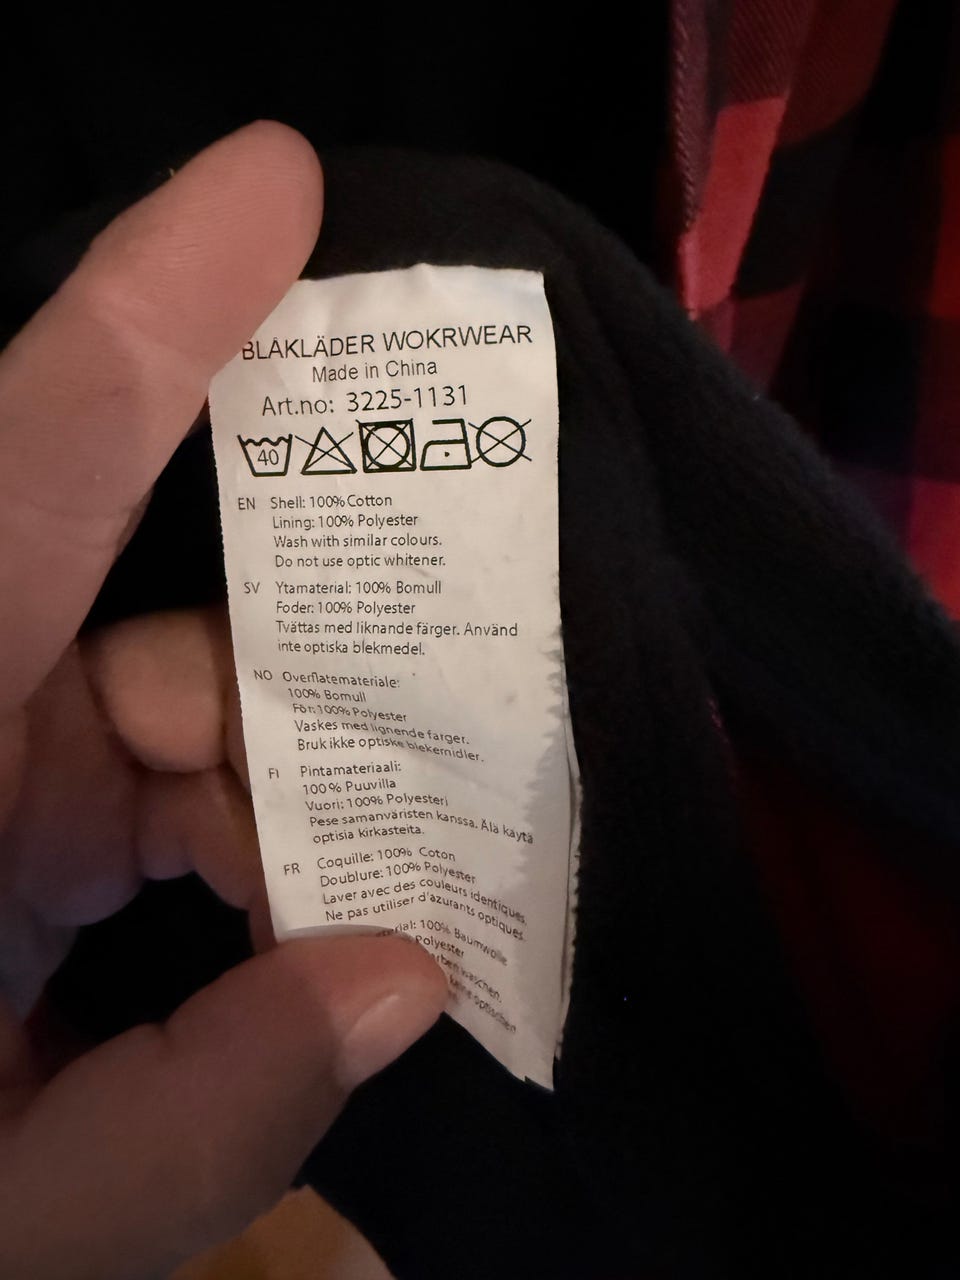 BLÅKLÄDER WOKRWEAR
Made in China
Art.no: 3225-1131
40
EN Shell: 100% Cotton
Lining: 100% Polyester
Wash with similar colours.
Do not use optic whitener.
SV Ytamaterial: 100% Bomull
Foder: 100% Polyester
Tvättas med liknande färger. Använd
inte optiska blekmedel.
NO Overflatemateriale:
100% Bomull
Fôr: 100% Polyester
Vaskes med lignende farger.
Bruk ikke optiske blekemidler.
FI Pintamateriaali:
100% Puuvilla
Vuori: 100% Polyesteri
Pese samanväristen kanssa. Älä käytä
optisia kirkasteita.
FR Coquille: 100% Coton
Doublure: 100% Polyester
Laver avec des couleurs identiques.
Ne pas utiliser d'azurants optiques.
100% Baumwolle
Polyester
waschen.
keine optischen